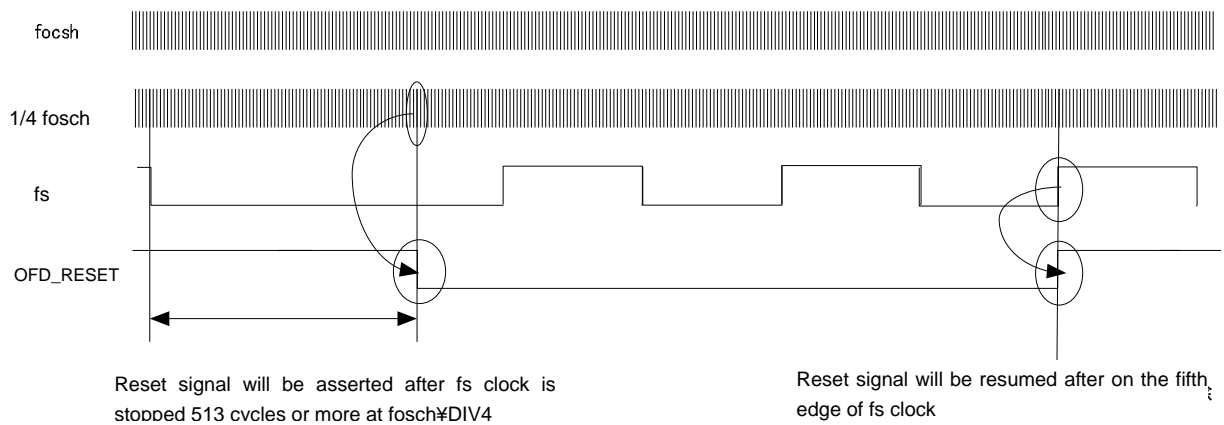 focsh
1/4 fosch
fs
OFD_RESET
Reset signal will be asserted after fs clock is
stopped 513 cycles or more at fosch¥DIV4
Reset signal will be resumed after on the fifth
edge of fs clock